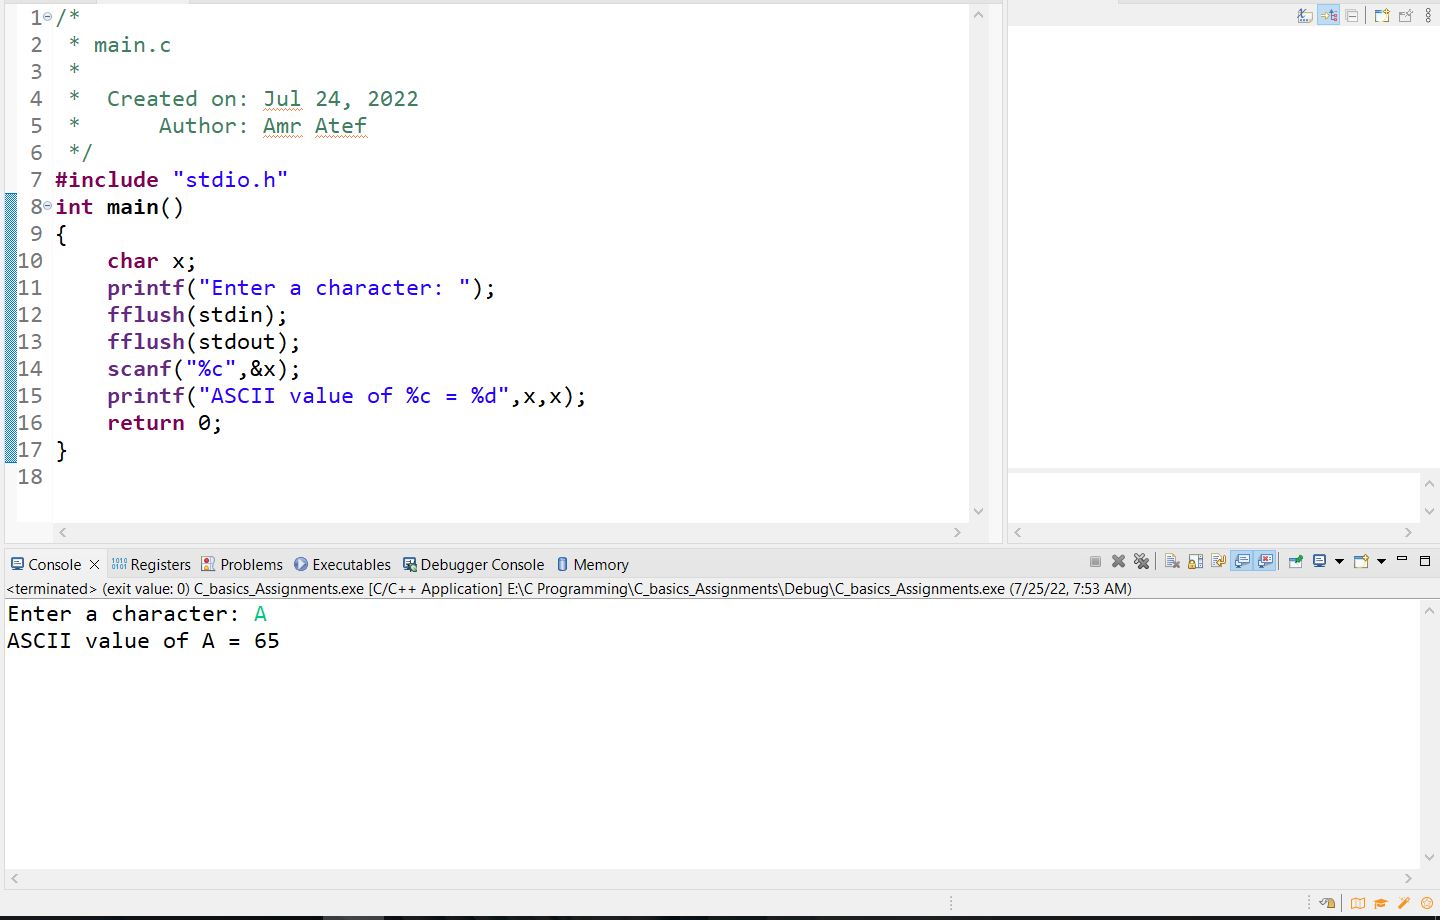 1 /*
2  * main.c
3  *
4  *  Created on: Jul 24, 2022
5  *      Author: Amr Atef
6  */
7 #include "stdio.h"
8 int main()
9 {
10     char x;
11     printf("Enter a character: ");
12     fflush(stdin);
13     fflush(stdout);
14     scanf("%c",&x);
15     printf("ASCII value of %c = %d",x,x);
16     return 0;
17 }
18
Console Registers Problems Executables Debugger Console Memory
<terminated> (exit value: 0) C_basics_Assignments.exe [C/C++ Application] E:\C Programming\C_basics_Assignments\Debug\C_basics_Assignments.exe (7/25/22, 7:53 AM)
Enter a character: A
ASCII value of A = 65